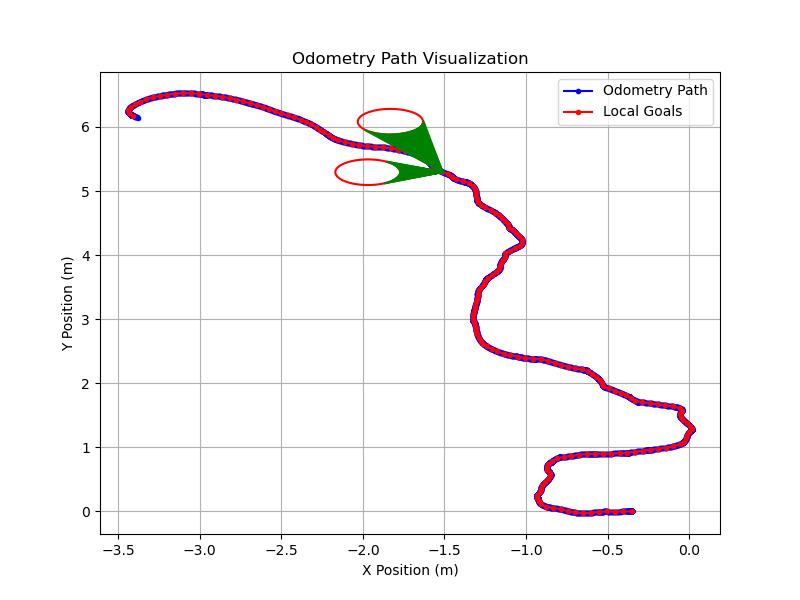 Odometry Path Visualization
Odometry Path
Local Goals
Y Position (m)
6
5
4
3
2
1
0
−3.5 −3.0 −2.5 −2.0 −1.5 −1.0 −0.5 0.0
X Position (m)